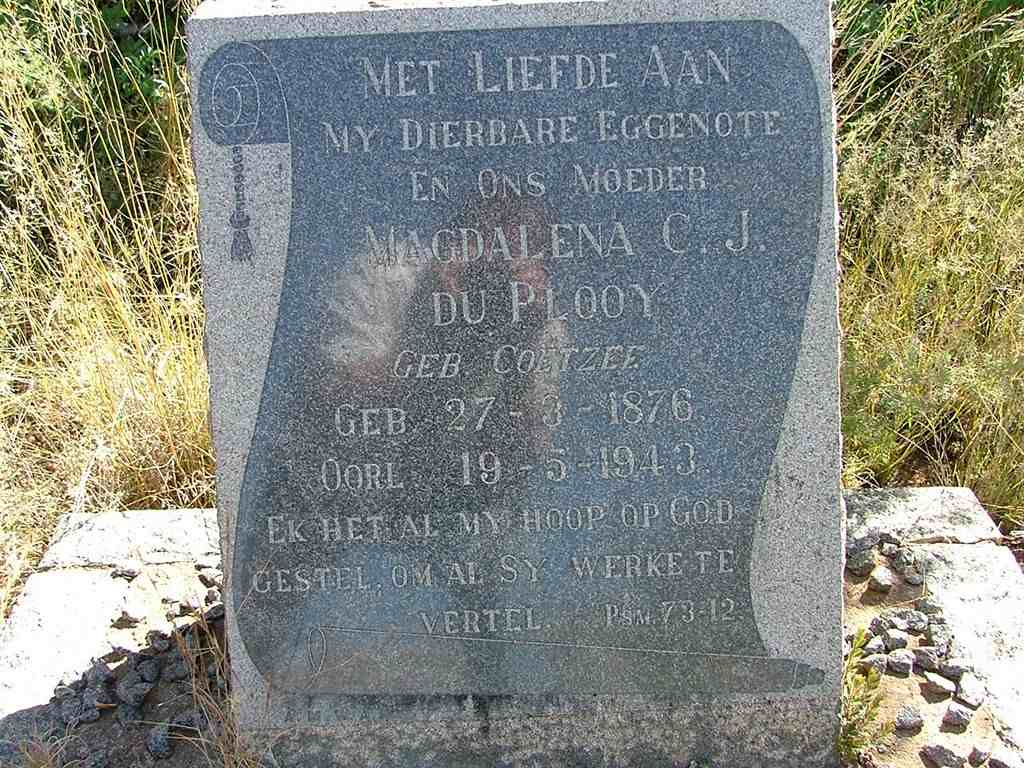 MET LIEFDE AAN
MY DIERBARE EGGENOTE
EN ONS MOEDER
MAGDALENA C. J.
DU PLOOY
GEB. COETZEE
GEB. 27-3-1876.
OORL. 19-5-1943.
EK HET AL MY HOOP OP GOD
GESTEL, OM AL SY WERKE TE
VERTEL. PSM. 73-12.